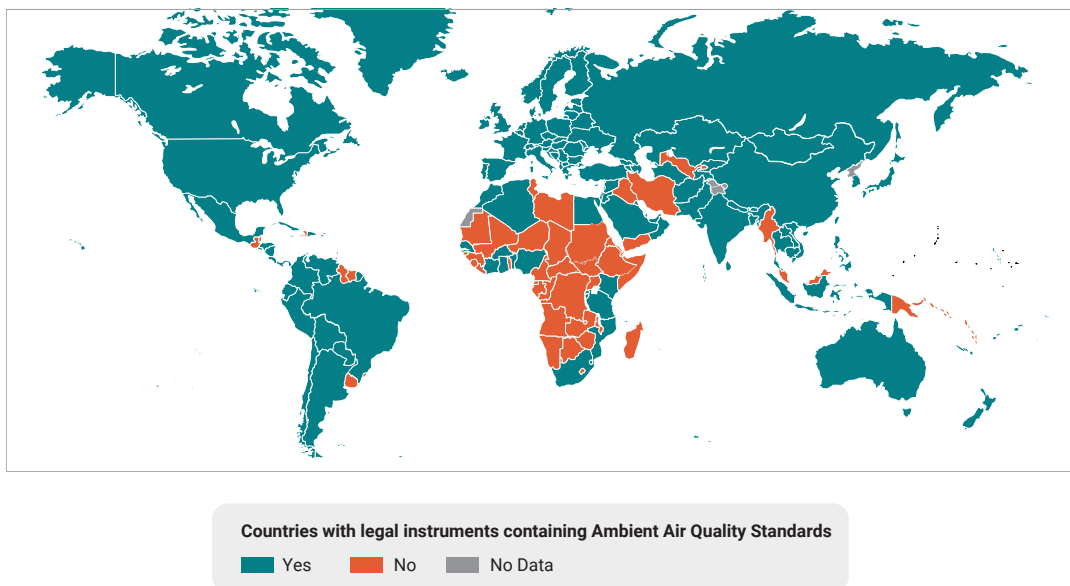 Countries with legal instruments containing Ambient Air Quality Standards
Yes No No Data